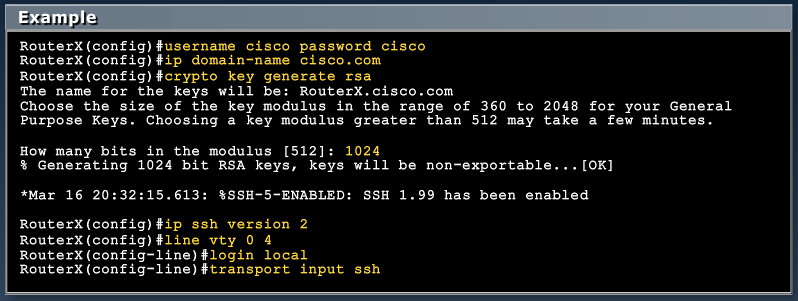 Example
RouterX(config)#username cisco password cisco
RouterX(config)#ip domain-name cisco.com
RouterX(config)#crypto key generate rsa
The name for the keys will be: RouterX.cisco.com
Choose the size of the key modulus in the range of 360 to 2048 for your General
Purpose Keys. Choosing a key modulus greater than 512 may take a few minutes.
How many bits in the modulus [512]: 1024
% Generating 1024 bit RSA keys, keys will be non-exportable...[OK]
*Mar 16 20:32:15.613: %SSH-5-ENABLED: SSH 1.99 has been enabled
RouterX(config)#ip ssh version 2
RouterX(config)#line vty 0 4
RouterX(config-line)#login local
RouterX(config-line)#transport input ssh